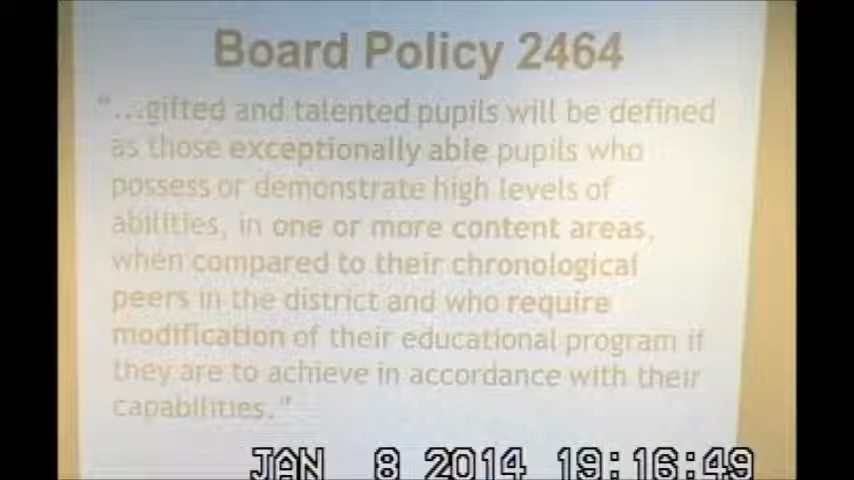 Board Policy 2464
"...gifted and talented pupils will be defined
as those exceptionally able pupils who
possess or demonstrate high levels of
abilities, in one or more content areas,
when compared to their chronological
peers in the district and who require
modification of their educational program if
they are to achieve in accordance with their
capabilities."
JAN 8 2014 19:16:49